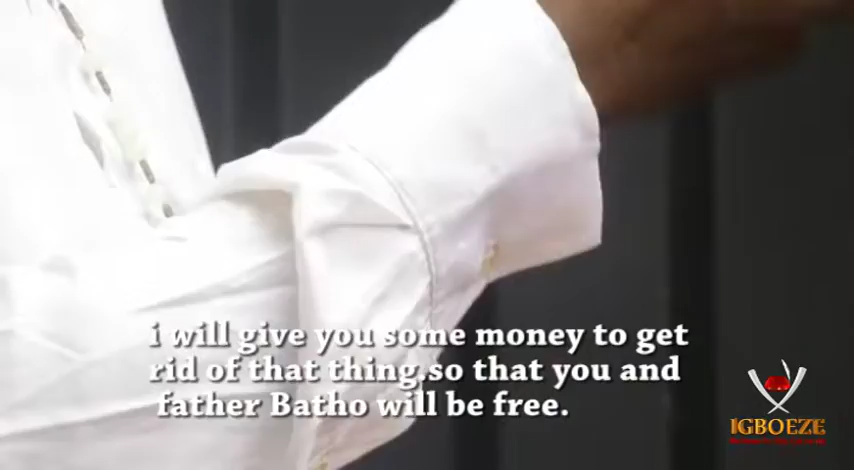 i will give you some money to get
rid of that thing,so that you and
father Batho will be free.
IGBOEZE